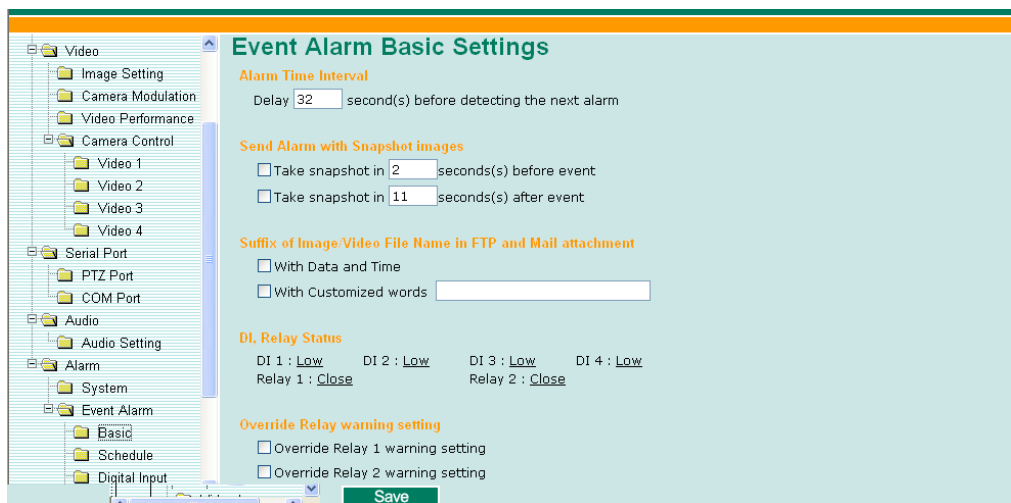 Video
Image Setting
Camera Modulation
Video Performance
Camera Control
Video 1
Video 2
Video 3
Video 4
Serial Port
PTZ Port
COM Port
Audio
Audio Setting
Alarm
System
Event Alarm
Basic
Schedule
Digital Input
Event Alarm Basic Settings
Alarm Time Interval
Delay 32 second(s) before detecting the next alarm
Send Alarm with Snapshot images
Take snapshot in 2 seconds(s) before event
Take snapshot in 11 seconds(s) after event
Suffix of Image/Video File Name in FTP and Mail attachment
With Data and Time
With Customized words
DI, Relay Status
DI 1 : Low DI 2 : Low DI 3 : Low DI 4 : Low
Relay 1 : Close Relay 2 : Close
Override Relay warning setting
Override Relay 1 warning setting
Override Relay 2 warning setting
Save